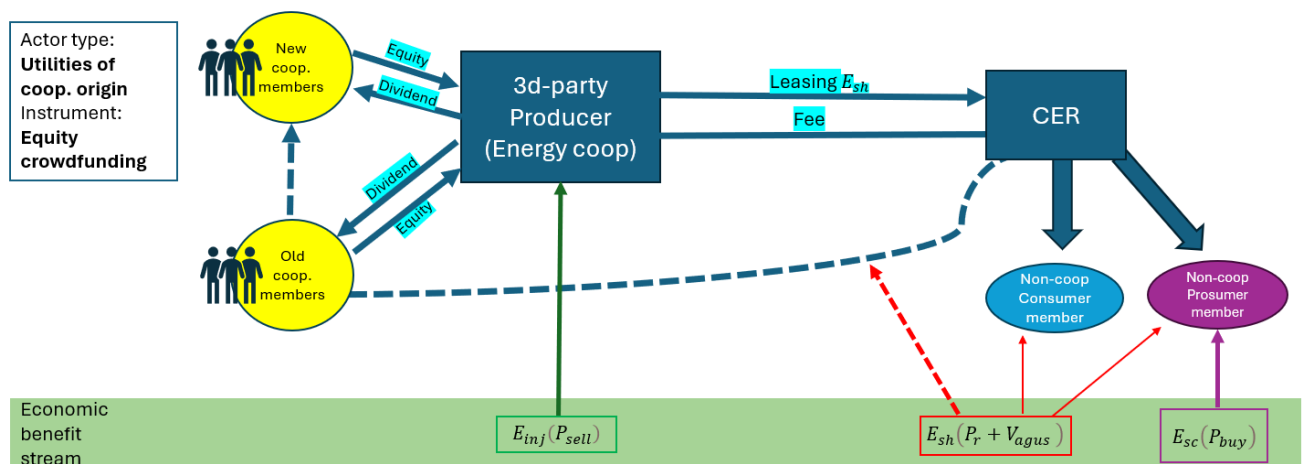 Actor type:
Utilities of
coop. origin
Instrument:
Equity
crowdfunding
New
coop.
members
Equity
Dividend
3d-party
Producer
(Energy coop)
Leasing E_sh
Fee
CER
Dividend
Equity
Old
coop.
members
Non-coop
Consumer
member
Non-coop
Prosumer
member
Economic
benefit
stream
E_inj(P_sell)
E_sh(P_r + V_agus)
E_sc(P_buy)